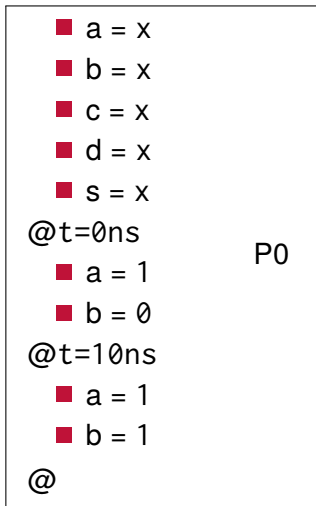 a = x
b = x
c = x
d = x
s = x
@t=0ns
P0
a = 1
b = 0
@t=10ns
a = 1
b = 1
@